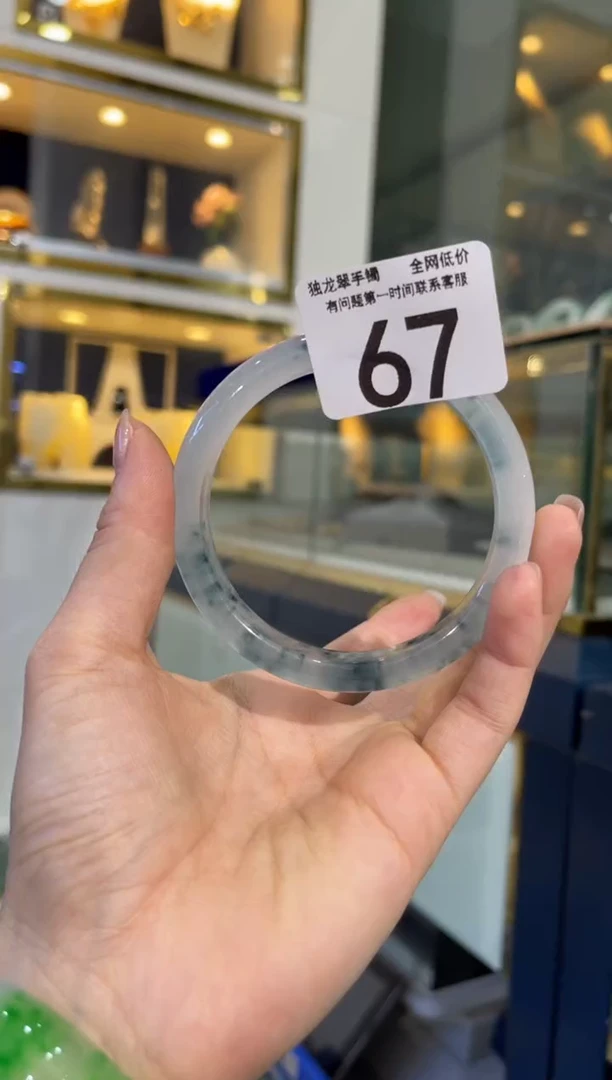 独龙翠手镯 全网低价
有问题第一时间联系客服
67